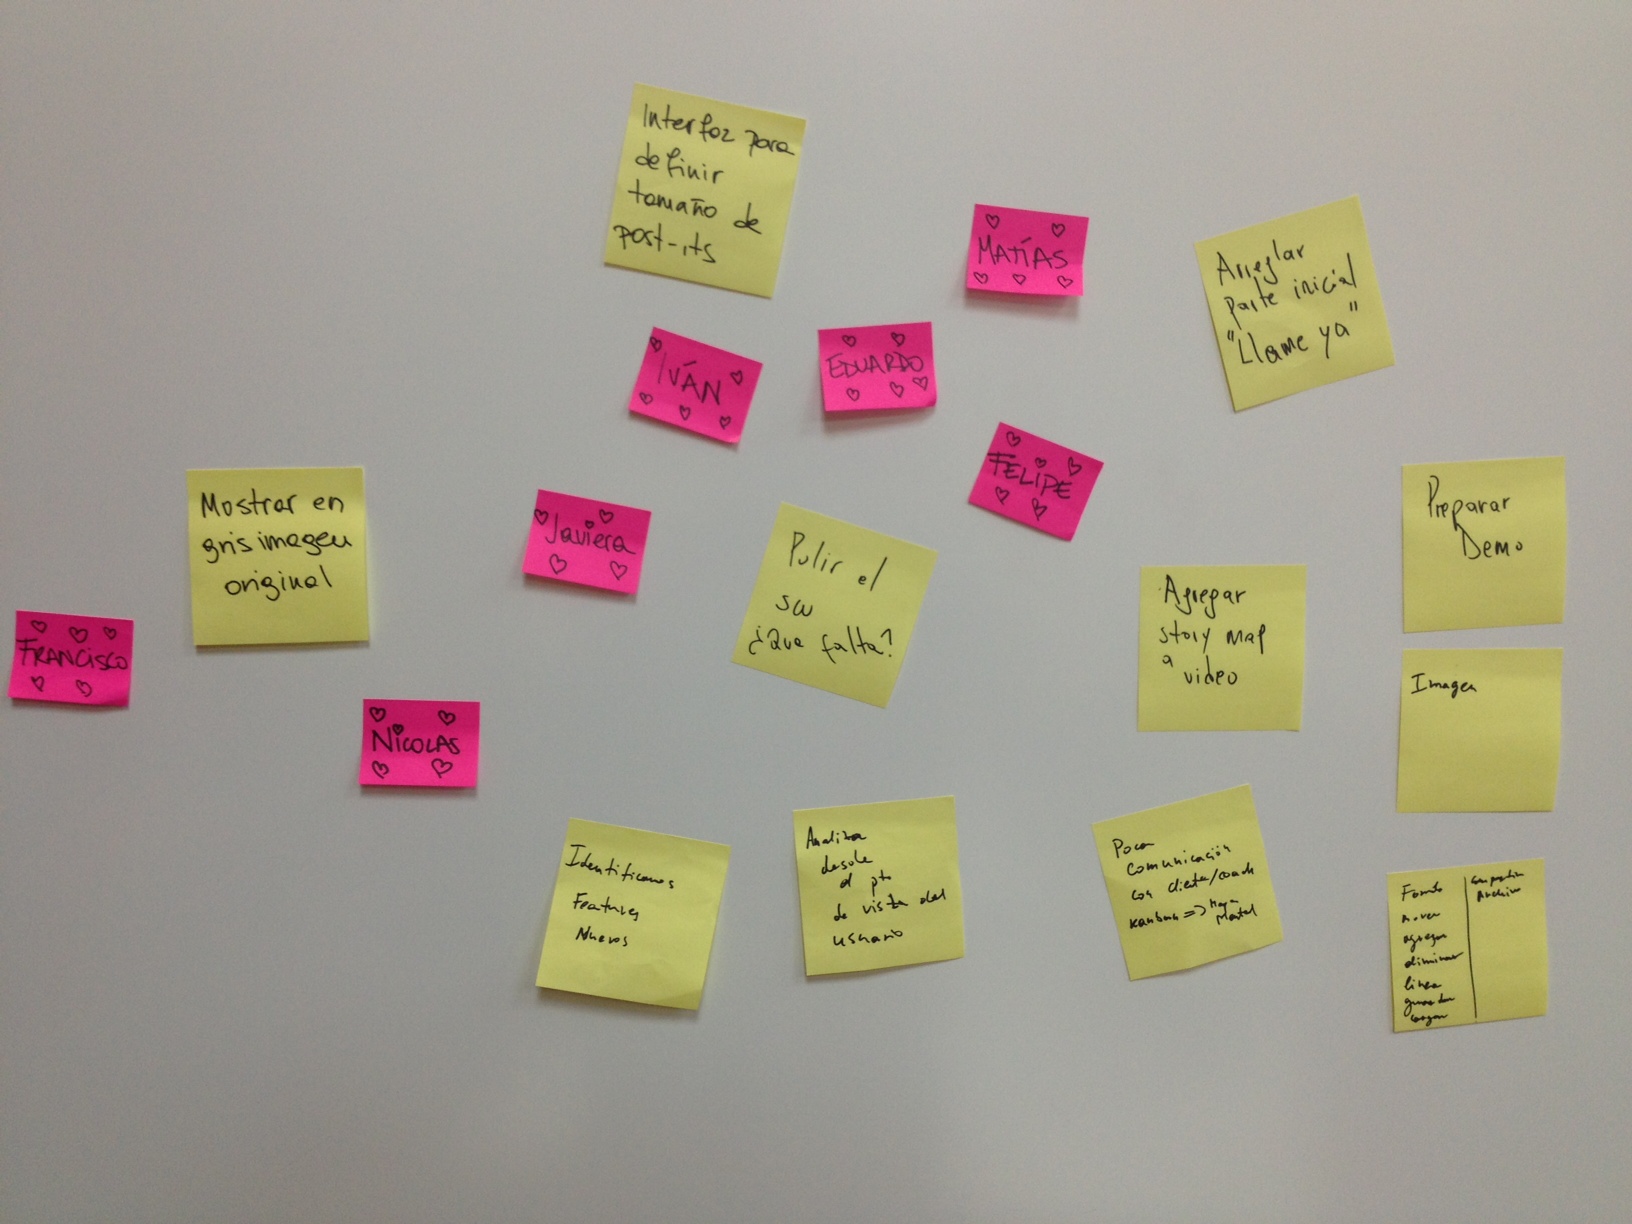 Interfaz para
definir
tamaño de
post-its
MATÍAS
Arreglar
parte inicial
"Llame ya"
IVÁN
EDUARDO
FELIPE
Mostrar en
gris imagen
original
Javiera
Pulir el
sw
¿Que falta?
Preparar
Demo
Agregar
story map
a
video
FRANCISCO
NICOLAS
Imagen
Identificamos
Features
Nuevos
Analizar
desde
el pto
de vista del
usuario
Poca
comunicación
con cliente/coach
kanban =>
mover
agregar
eliminar
linea
guardar
cargar
compartir
Archivo